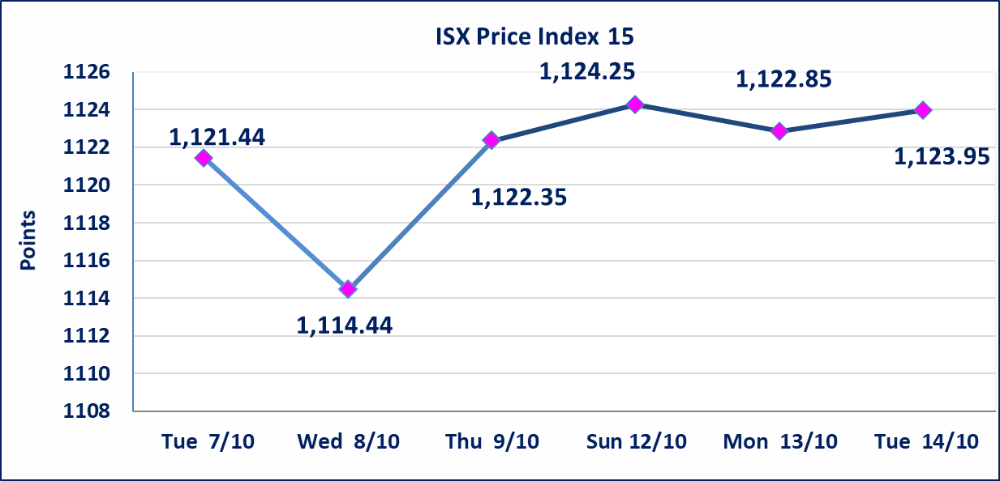 ISX Price Index 15
1126
1124
1122
1120
1118
1116
1114
1112
1110
1108
Points
1,121.44
1,114.44
1,122.35
1,124.25
1,122.85
1,123.95
Tue 7/10
Wed 8/10
Thu 9/10
Sun 12/10
Mon 13/10
Tue 14/10